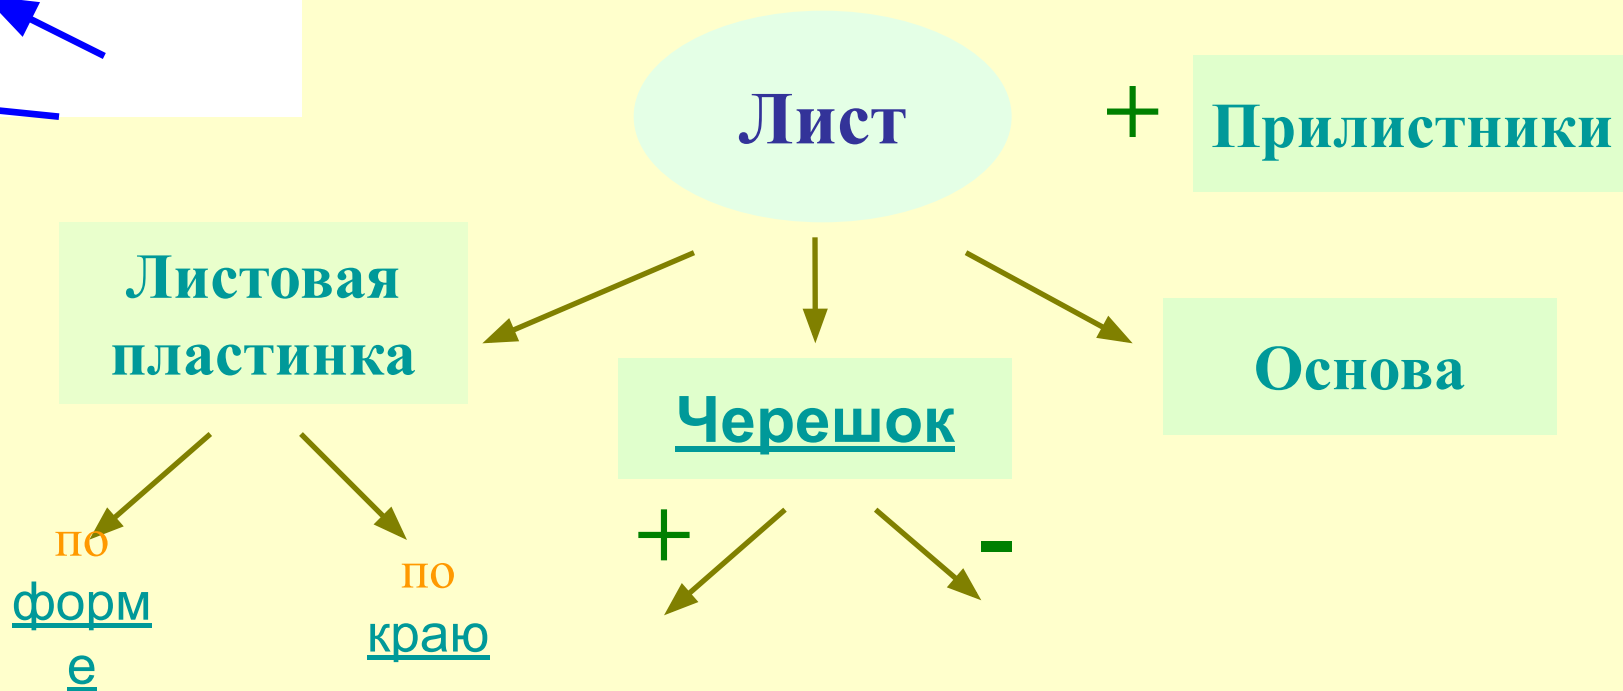 Лист
+
Прилистники
Листовая
пластинка
Черешок
Основа
+
-
по
форм
е
по
краю